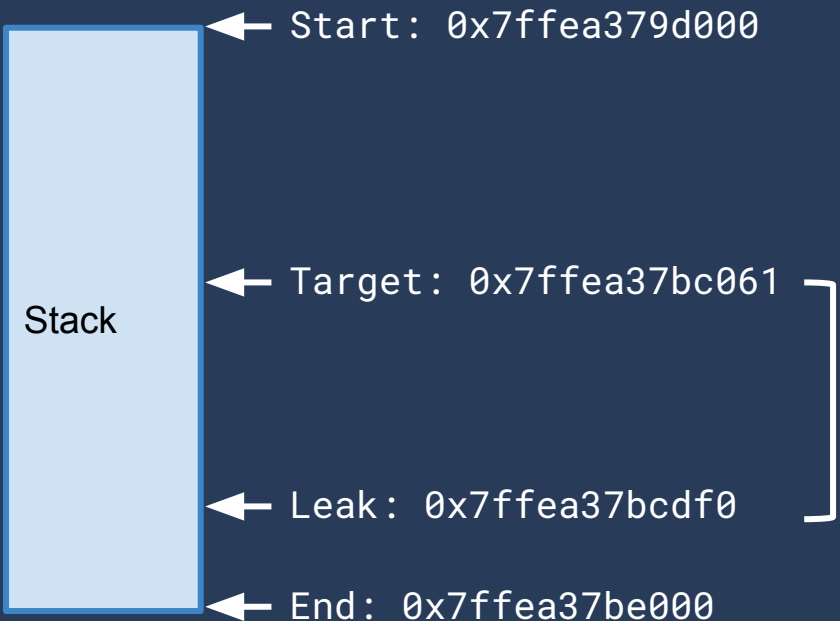 Start: 0x7ffea379d000
Target: 0x7ffea37bc061
Stack
Leak: 0x7ffea37bcdf0
End: 0x7ffea37be000